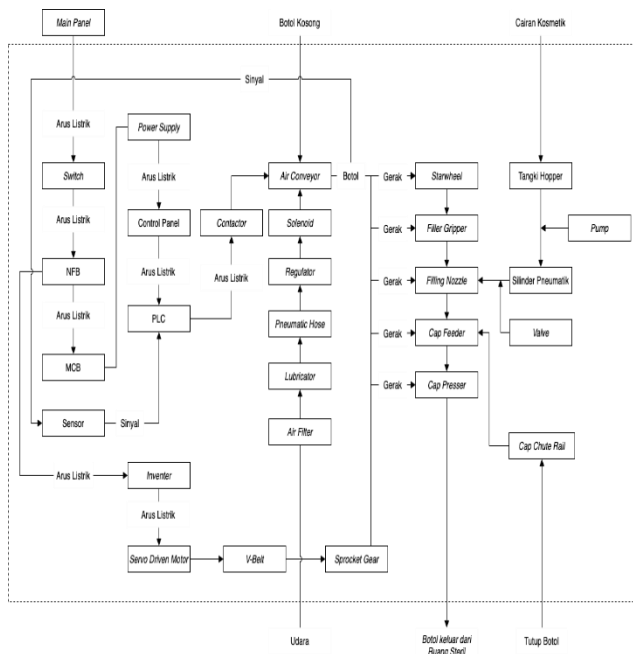 Main Panel
Botol Kosong
Cairan Kosmetik
Sinyal
Arus Listrik
Power Supply
Switch
Arus Listrik
Air Conveyor
Botol
Gerak
Starwheel
Tangki Hopper
Arus Listrik
Control Panel
Contactor
Solenoid
Gerak
Filler Gripper
Pump
NFB
Arus Listrik
Arus Listrik
Regulator
Gerak
Filling Nozzle
Silinder Pneumatik
Arus Listrik
PLC
Pneumatic Hose
Gerak
Cap Feeder
Valve
MCB
Lubricator
Gerak
Cap Presser
Sensor
Sinyal
Air Filter
Cap Chute Rail
Arus Listrik
Inventer
Arus Listrik
Servo Driven Motor
V-Belt
Sprocket Gear
Udara
Botol keluar dari
Ruang Steril
Tutup Botol